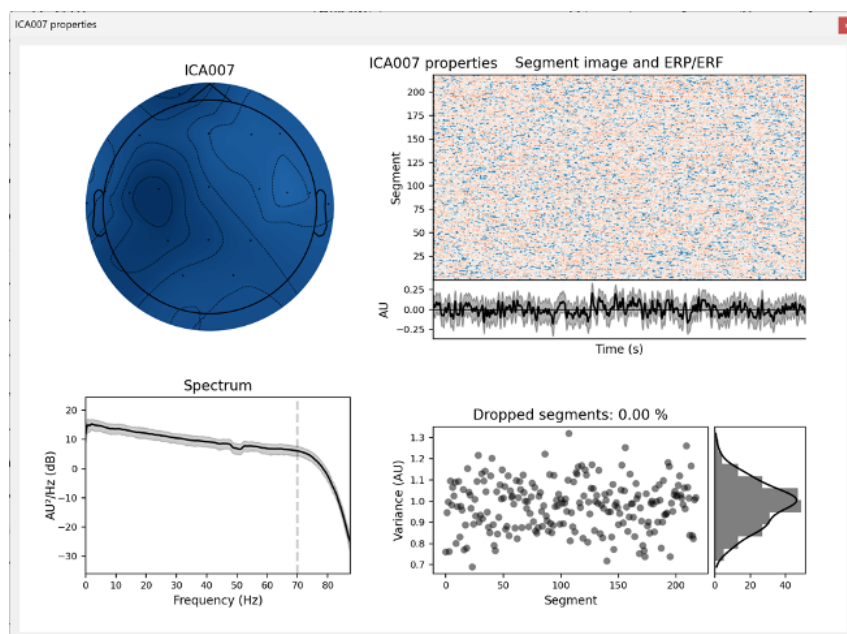 ICA007 properties
ICA007
ICA007 properties Segment image and ERP/ERF
200
175
150
125
100
75
50
25
Segment
0.25
0.00
−0.25
AU
Time (s)
Spectrum
20
10
0
−10
−20
−30
AU²/Hz (dB)
0 10 20 30 40 50 60 70 80
Frequency (Hz)
Dropped segments: 0.00 %
1.3
1.2
1.1
1.0
0.9
0.8
0.7
Variance (AU)
0 50 100 150 200
Segment
0 20 40